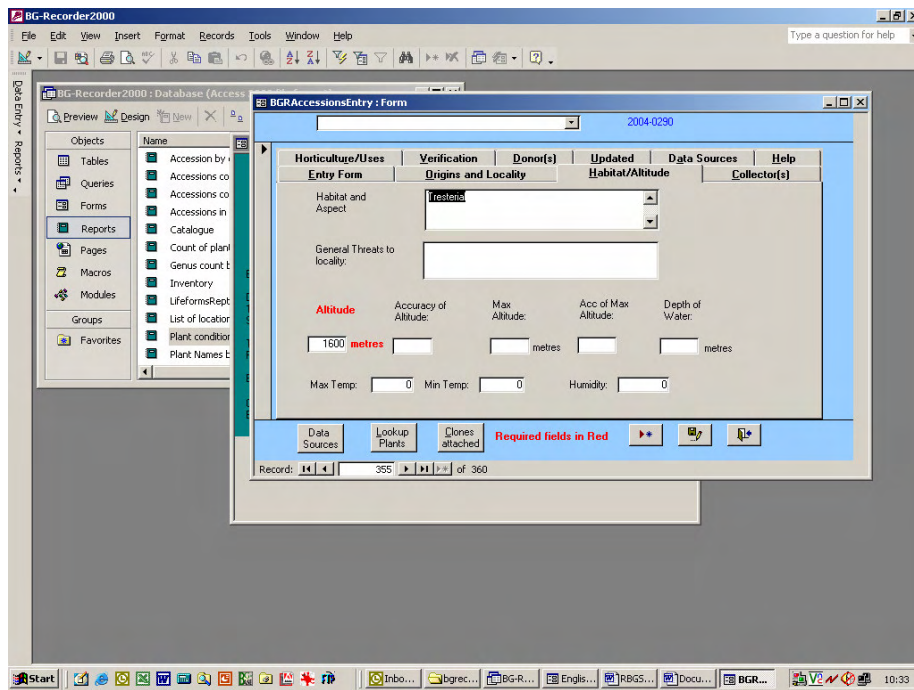 BG-Recorder2000
File Edit View Insert Format Records Tools Window Help Type a question for help
Data Entry Reports
BG-Recorder2000 : Database (Access
Preview Design New
Objects Name
Tables
Queries
Forms
Reports
Pages
Macros
Modules
Groups
Favorites
Accession by
Accessions co
Accessions co
Accessions in
Catalogue
Count of plant
Genus count b
Inventory
LifeformsRept
List of location
Plant condition
Plant Names b
BGRAccessionsEntry : Form
2004-0290
Horticulture/Uses Verification Donor(s) Updated Data Sources Help
Entry Form Origins and Locality Habitat/Altitude Collector(s)
Habitat and
Aspect
Tresterial
General Threats to
locality:
Altitude Accuracy of
Altitude: Max
Altitude: Acc of Max
Altitude: Depth of
Water:
1600 metres metres metres
Max Temp: 0 Min Temp: 0 Humidity: 0
Data
Sources Lookup
Plants Clones
attached Required fields in Red
Record: 355 of 360
Start Inbo... bgrec... BG-R... Englis... RBGS... Docu... BGR... 10:33